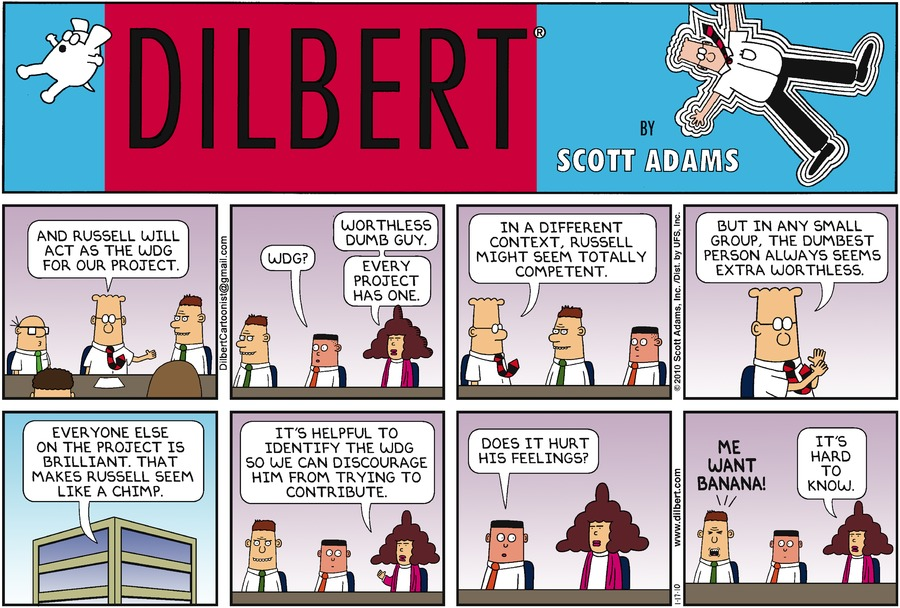 DILBERT®
BY
SCOTT ADAMS
AND RUSSELL WILL
ACT AS THE WDG
FOR OUR PROJECT.
DilbertCartoonist@gmail.com
WDG?
WORTHLESS
DUMB GUY.
EVERY
PROJECT
HAS ONE.
IN A DIFFERENT
CONTEXT, RUSSELL
MIGHT SEEM TOTALLY
COMPETENT.
© 2010 Scott Adams, Inc./Dist. by UFS, Inc.
BUT IN ANY SMALL
GROUP, THE DUMBEST
PERSON ALWAYS SEEMS
EXTRA WORTHLESS.
EVERYONE ELSE
ON THE PROJECT IS
BRILLIANT. THAT
MAKES RUSSELL SEEM
LIKE A CHIMP.
IT'S HELPFUL TO
IDENTIFY THE WDG
SO WE CAN DISCOURAGE
HIM FROM TRYING TO
CONTRIBUTE.
DOES IT HURT
HIS FEELINGS?
www.dilbert.com
1-17-10
ME
WANT
BANANA!
IT'S
HARD
TO
KNOW.